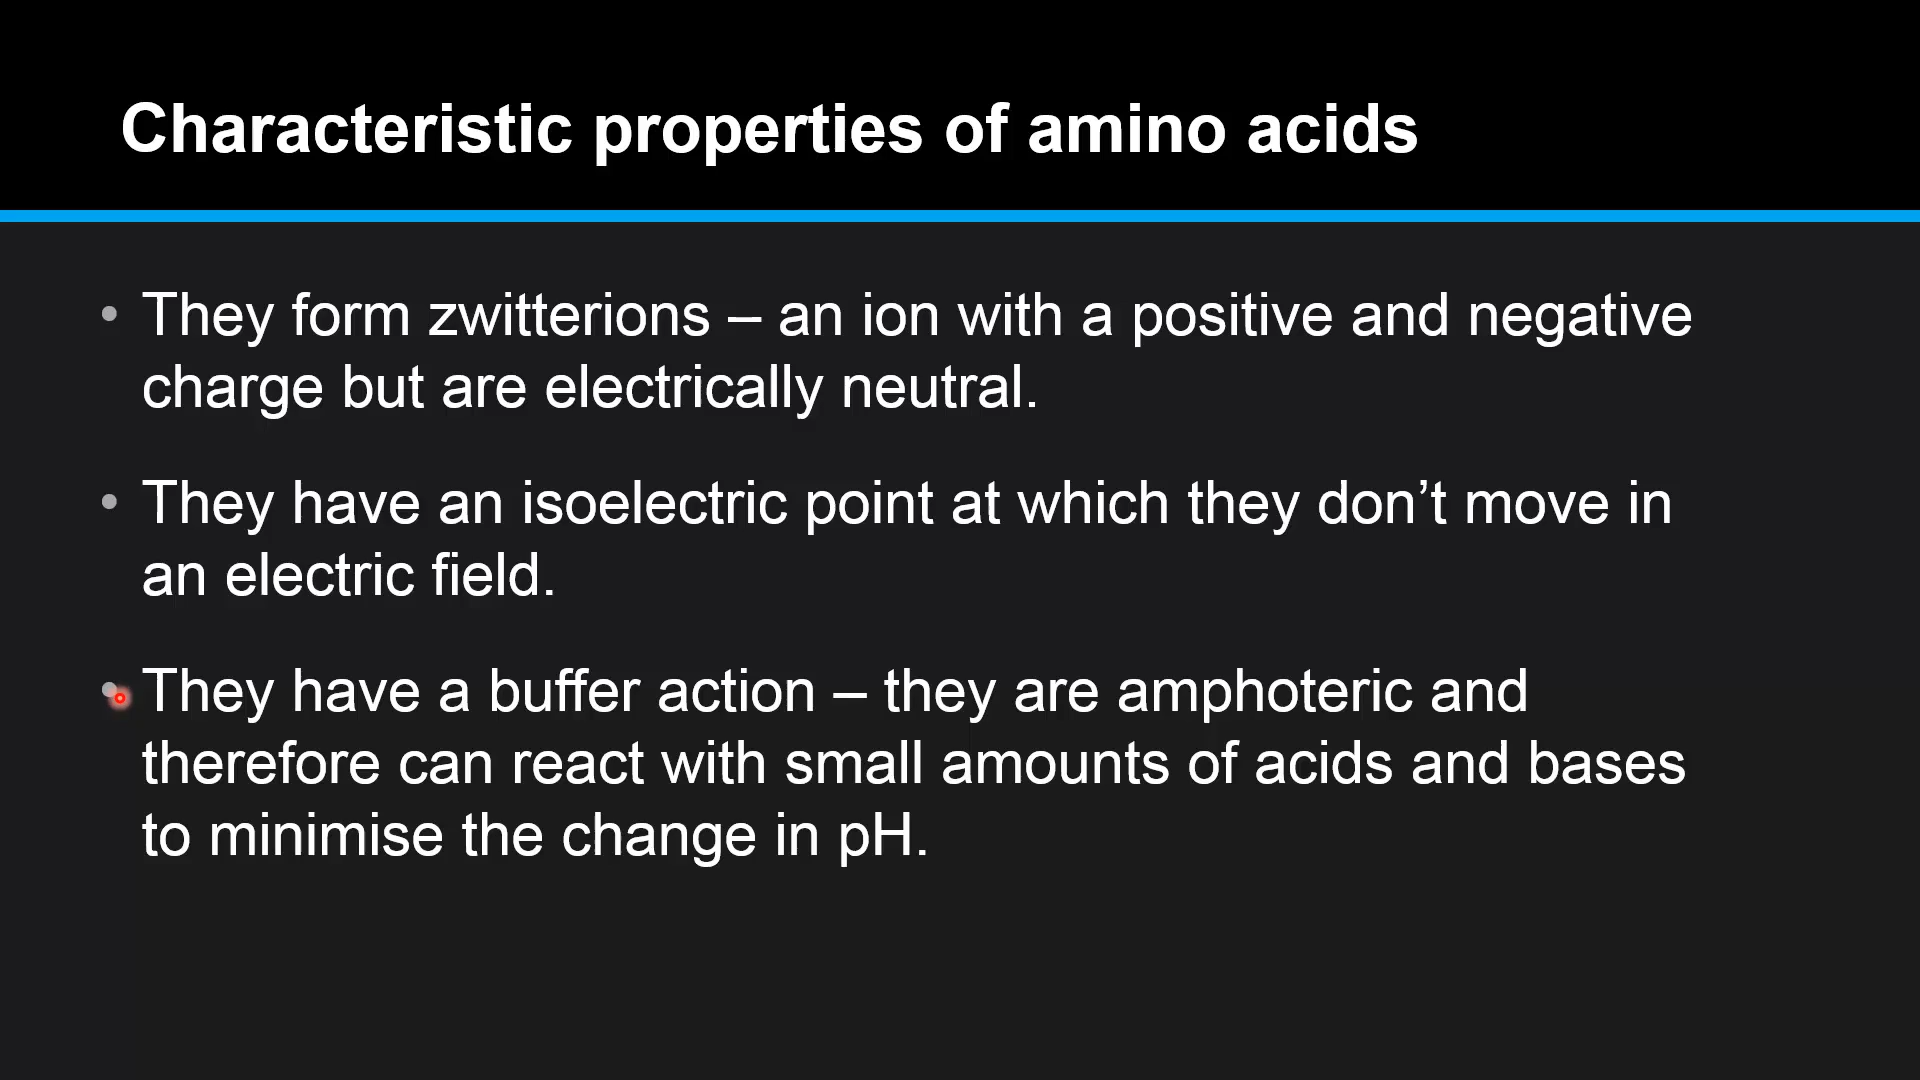 Characteristic properties of amino acids
• They form zwitterions – an ion with a positive and negative
charge but are electrically neutral.
• They have an isoelectric point at which they don’t move in
an electric field.
• They have a buffer action – they are amphoteric and
therefore can react with small amounts of acids and bases
to minimise the change in pH.